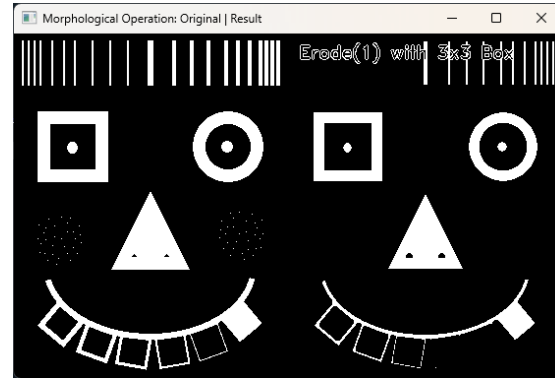 Morphological Operation: Original | Result
Erode(1) with 3x3 Box